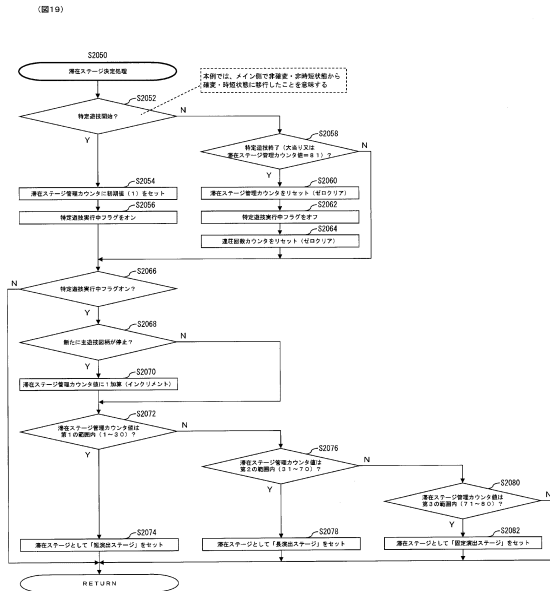 (図19)
S2050
滞在ステージ決定処理
本例では、メイン側で非確変・非時短状態から
確変・時短状態に移行したことを意味する
S2052
特定遊技開始？
N
Y
S2058
特定遊技終了（大当り又は
滞在ステージ管理カウンタ値＝81）？
N
Y
S2054
滞在ステージ管理カウンタに初期値（1）をセット
S2056
特定遊技実行中フラグをオン
S2060
滞在ステージ管理カウンタをリセット（ゼロクリア）
S2062
特定遊技実行中フラグをオフ
S2064
連荘回数カウンタをリセット（ゼロクリア）
S2066
N
特定遊技実行中フラグオン？
Y
S2068
新たに主遊技図柄が停止？
N
Y
S2070
滞在ステージ管理カウンタ値に1加算（インクリメント）
S2072
滞在ステージ管理カウンタ値は
第1の範囲内（1～30）？
N
Y
S2076
滞在ステージ管理カウンタ値は
第2の範囲内（31～70）？
N
Y
S2080
滞在ステージ管理カウンタ値は
第3の範囲内（71～80）？
N
Y
S2074
滞在ステージとして「短演出ステージ」をセット
S2078
滞在ステージとして「長演出ステージ」をセット
S2082
滞在ステージとして「固定演出ステージ」をセット
RETURN